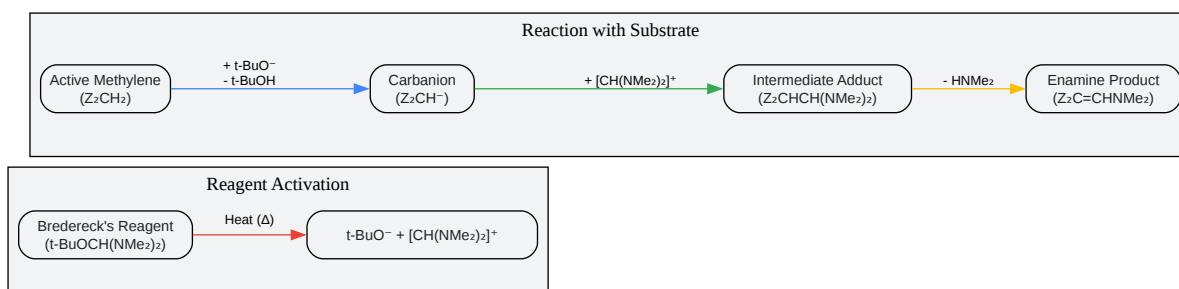 Reaction with Substrate
Active Methylene
(Z₂CH₂)
+ t-BuO⁻
- t-BuOH
Carbanion
(Z₂CH⁻)
+ [CH(NMe₂)₂]⁺
Intermediate Adduct
(Z₂CHCH(NMe₂)₂)
- HNMe₂
Enamine Product
(Z₂C=CHNMe₂)
Reagent Activation
Bredereck's Reagent
(t-BuOCH(NMe₂)₂)
Heat (Δ)
t-BuO⁻ + [CH(NMe₂)₂]⁺